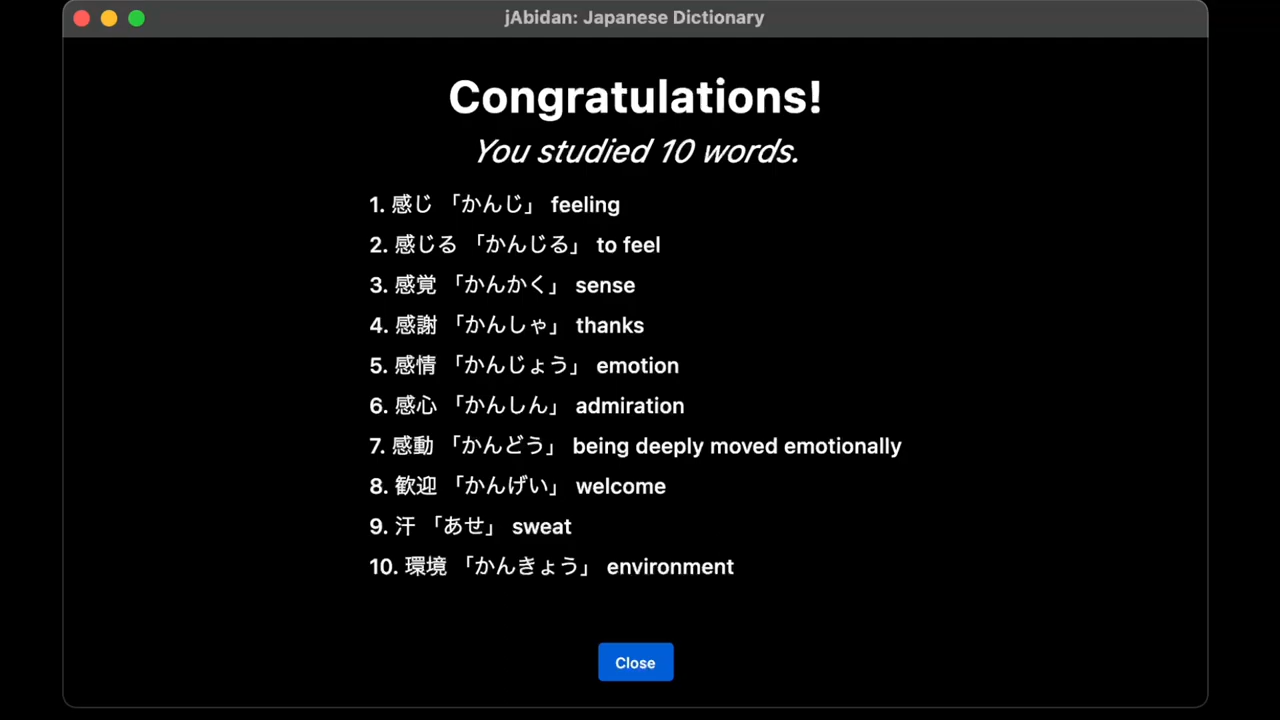 jAbidan: Japanese Dictionary
Congratulations!
You studied 10 words.
1. 感じ 「かんじ」 feeling
2. 感じる 「かんじる」 to feel
3. 感覚 「かんかく」 sense
4. 感謝 「かんしゃ」 thanks
5. 感情 「かんじょう」 emotion
6. 感心 「かんしん」 admiration
7. 感動 「かんどう」 being deeply moved emotionally
8. 歓迎 「かんげい」 welcome
9. 汗 「あせ」 sweat
10. 環境 「かんきょう」 environment
Close